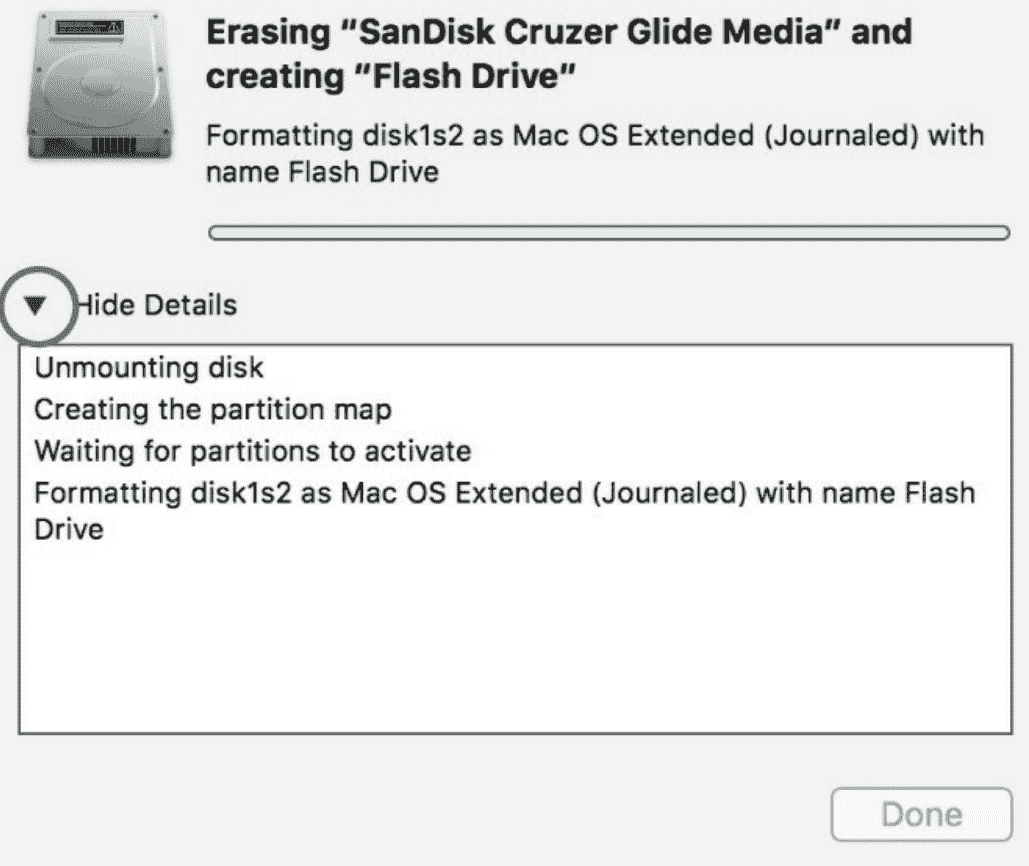 Erasing “SanDisk Cruzer Glide Media” and
creating “Flash Drive”
Formatting disk1s2 as Mac OS Extended (Journaled) with
name Flash Drive
Hide Details
Unmounting disk
Creating the partition map
Waiting for partitions to activate
Formatting disk1s2 as Mac OS Extended (Journaled) with name Flash
Drive
Done